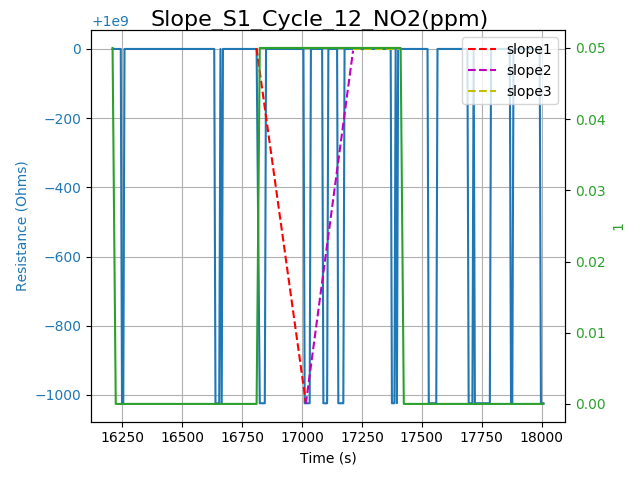 Slope_S1_Cycle_12_NO2(ppm)
+1e9
0
−200
−400
−600
−800
−1000
Resistance (Ohms)
16250 16500 16750 17000 17250 17500 17750 18000
Time (s)
0.05
0.04
0.03
0.02
0.01
0.00
1
slope1
slope2
slope3